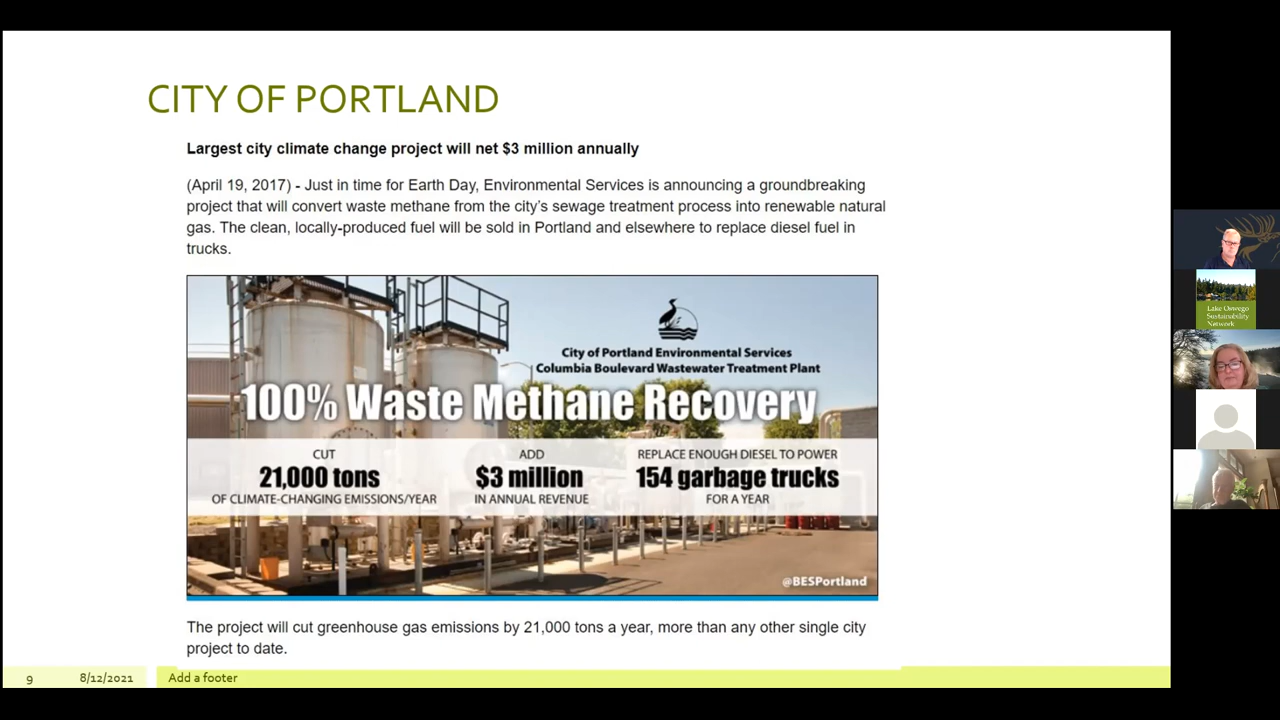 CITY OF PORTLAND
Largest city climate change project will net $3 million annually
(April 19, 2017) - Just in time for Earth Day, Environmental Services is announcing a groundbreaking
project that will convert waste methane from the city's sewage treatment process into renewable natural
gas. The clean, locally-produced fuel will be sold in Portland and elsewhere to replace diesel fuel in
trucks.
City of Portland Environmental Services
Columbia Boulevard Wastewater Treatment Plant
100% Waste Methane Recovery
CUT
21,000 tons
OF CLIMATE-CHANGING EMISSIONS/YEAR
ADD
$3 million
IN ANNUAL REVENUE
REPLACE ENOUGH DIESEL TO POWER
154 garbage trucks
FOR A YEAR
@BESPortland
The project will cut greenhouse gas emissions by 21,000 tons a year, more than any other single city
project to date.
9
8/12/2021
Add a footer
Lake Oswego
Sustainability
Network